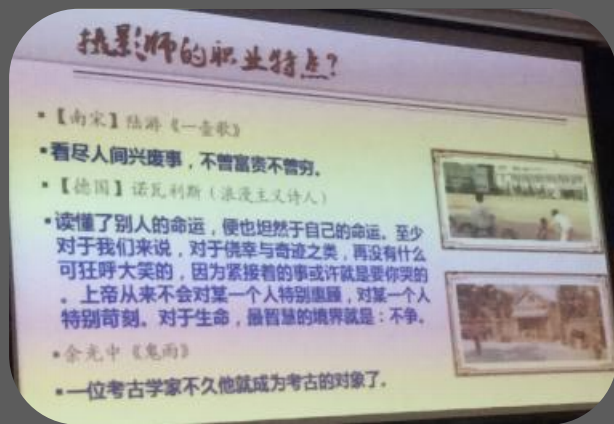 摄影师的职业特点?
▪【南宋】陆游《一壶歌》
▪看尽人间兴废事，不曾富贵不曾穷。
▪【德国】诺瓦利斯（浪漫主义诗人）
▪读懂了别人的命运，便也坦然于自己的命运。至少
对于我们来说，对于侥幸与奇迹之类，再没有什么
可狂呼大笑的，因为紧接着的事或许就是要你哭的
。上帝从来不会对某一个人特别惠顾，对某一个人
特别苛刻。对于生命，最智慧的境界就是：不争。
▪余光中《鬼雨》
▪一位考古学家不久他就成为考古的对象了。